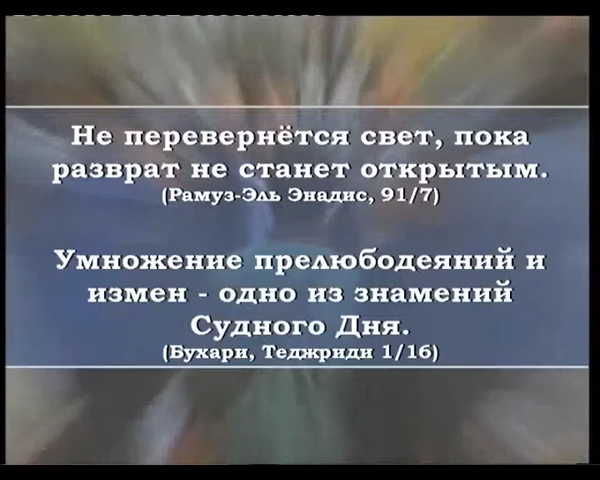 Не перевернётся свет, пока
разврат не станет открытым.
(Рамуз-Эль Энадис, 91/7)
Умножение прелюбодеяний и
измен - одно из знамений
Судного Дня.
(Бухари, Теджриди 1/16)